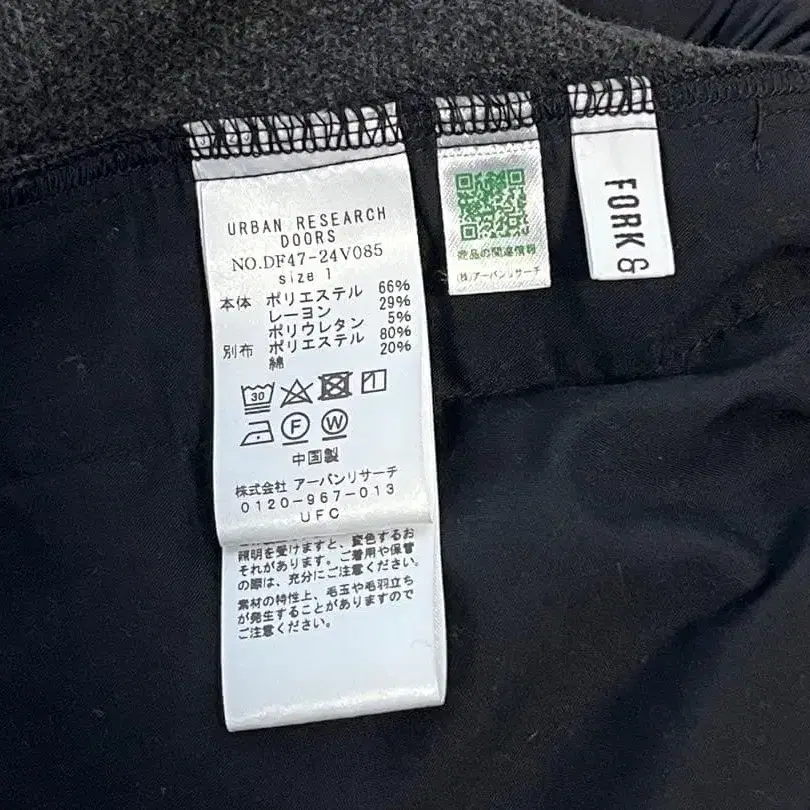 URBAN RESEARCH
DOORS
NO.DF47-24V085
size 1
本体 ポリエステル 66%
レーヨン 29%
ポリウレタン 5%
別布 ポリエステル 80%
綿 20%
30
1
F W
中国製
株式会社 アーバンリサーチ
0120-967-013
UFC
照明を受けますと、変色するお
それがあります。ご着用や保管
の際は、充分にご注意ください。
素材の特性上、毛玉や毛羽立ち
が発生することがありますので
ご注意ください。
商品の関連情報
(株)アーバンリサーチ
FORK &